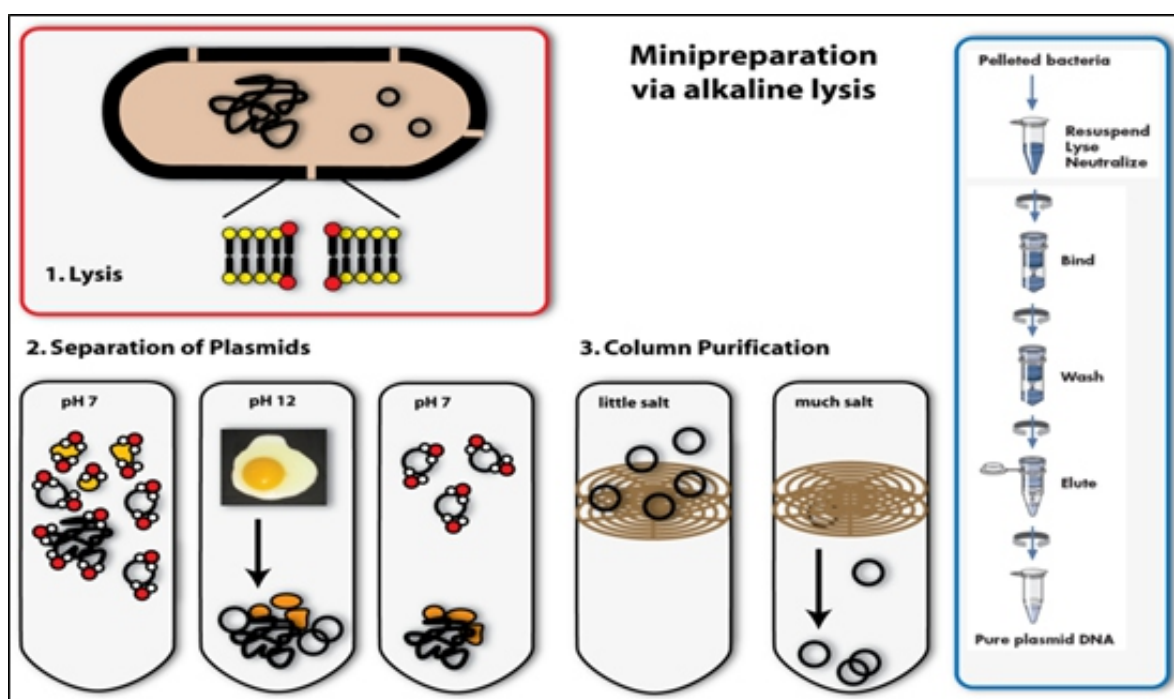 Minipreparation
via alkaline lysis
1. Lysis
2. Separation of Plasmids
pH 7
pH 12
pH 7
3. Column Purification
little salt
much salt
Pelleted bacteria
Resuspend
Lyse
Neutralize
Bind
Wash
Elute
Pure plasmid DNA